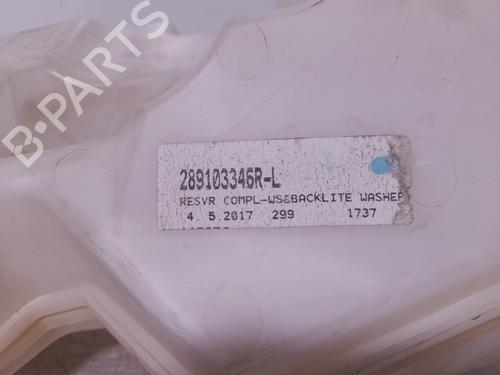 B-PARTS
289103346R-L
RESVR COMPL-WS&BACKLITE WASHER
4. 5.2017 299 1737